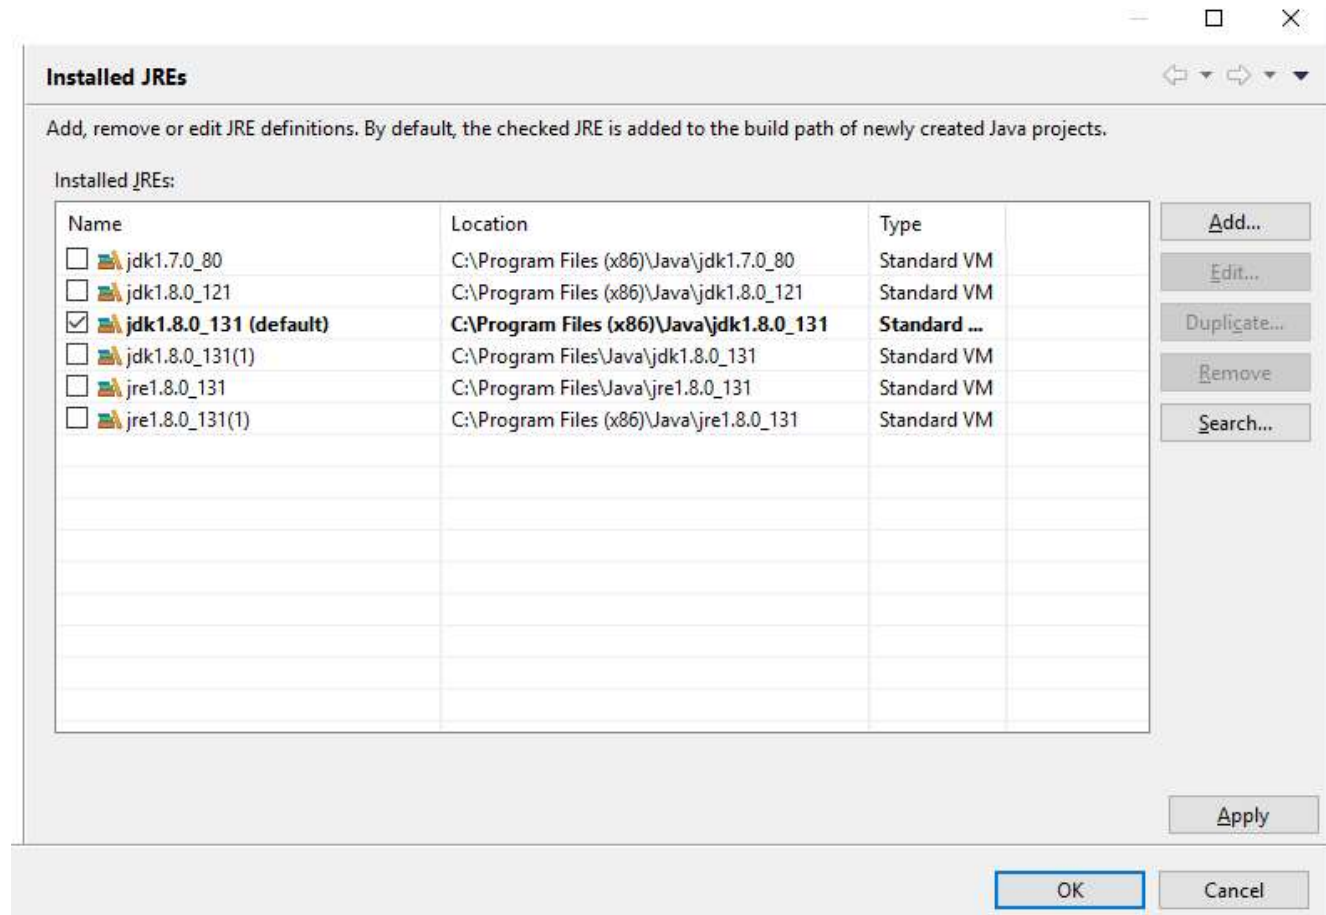 Installed JREs
Add, remove or edit JRE definitions. By default, the checked JRE is added to the build path of newly created Java projects.
Installed JREs:
Name Location Type
jdk1.7.0_80 C:\Program Files (x86)\Java\jdk1.7.0_80 Standard VM
jdk1.8.0_121 C:\Program Files (x86)\Java\jdk1.8.0_121 Standard VM
jdk1.8.0_131 (default) C:\Program Files (x86)\Java\jdk1.8.0_131 Standard ...
jdk1.8.0_131(1) C:\Program Files\Java\jdk1.8.0_131 Standard VM
jre1.8.0_131 C:\Program Files\Java\jre1.8.0_131 Standard VM
jre1.8.0_131(1) C:\Program Files (x86)\Java\jre1.8.0_131 Standard VM
Add...
Edit...
Duplicate...
Remove
Search...
Apply
OK Cancel